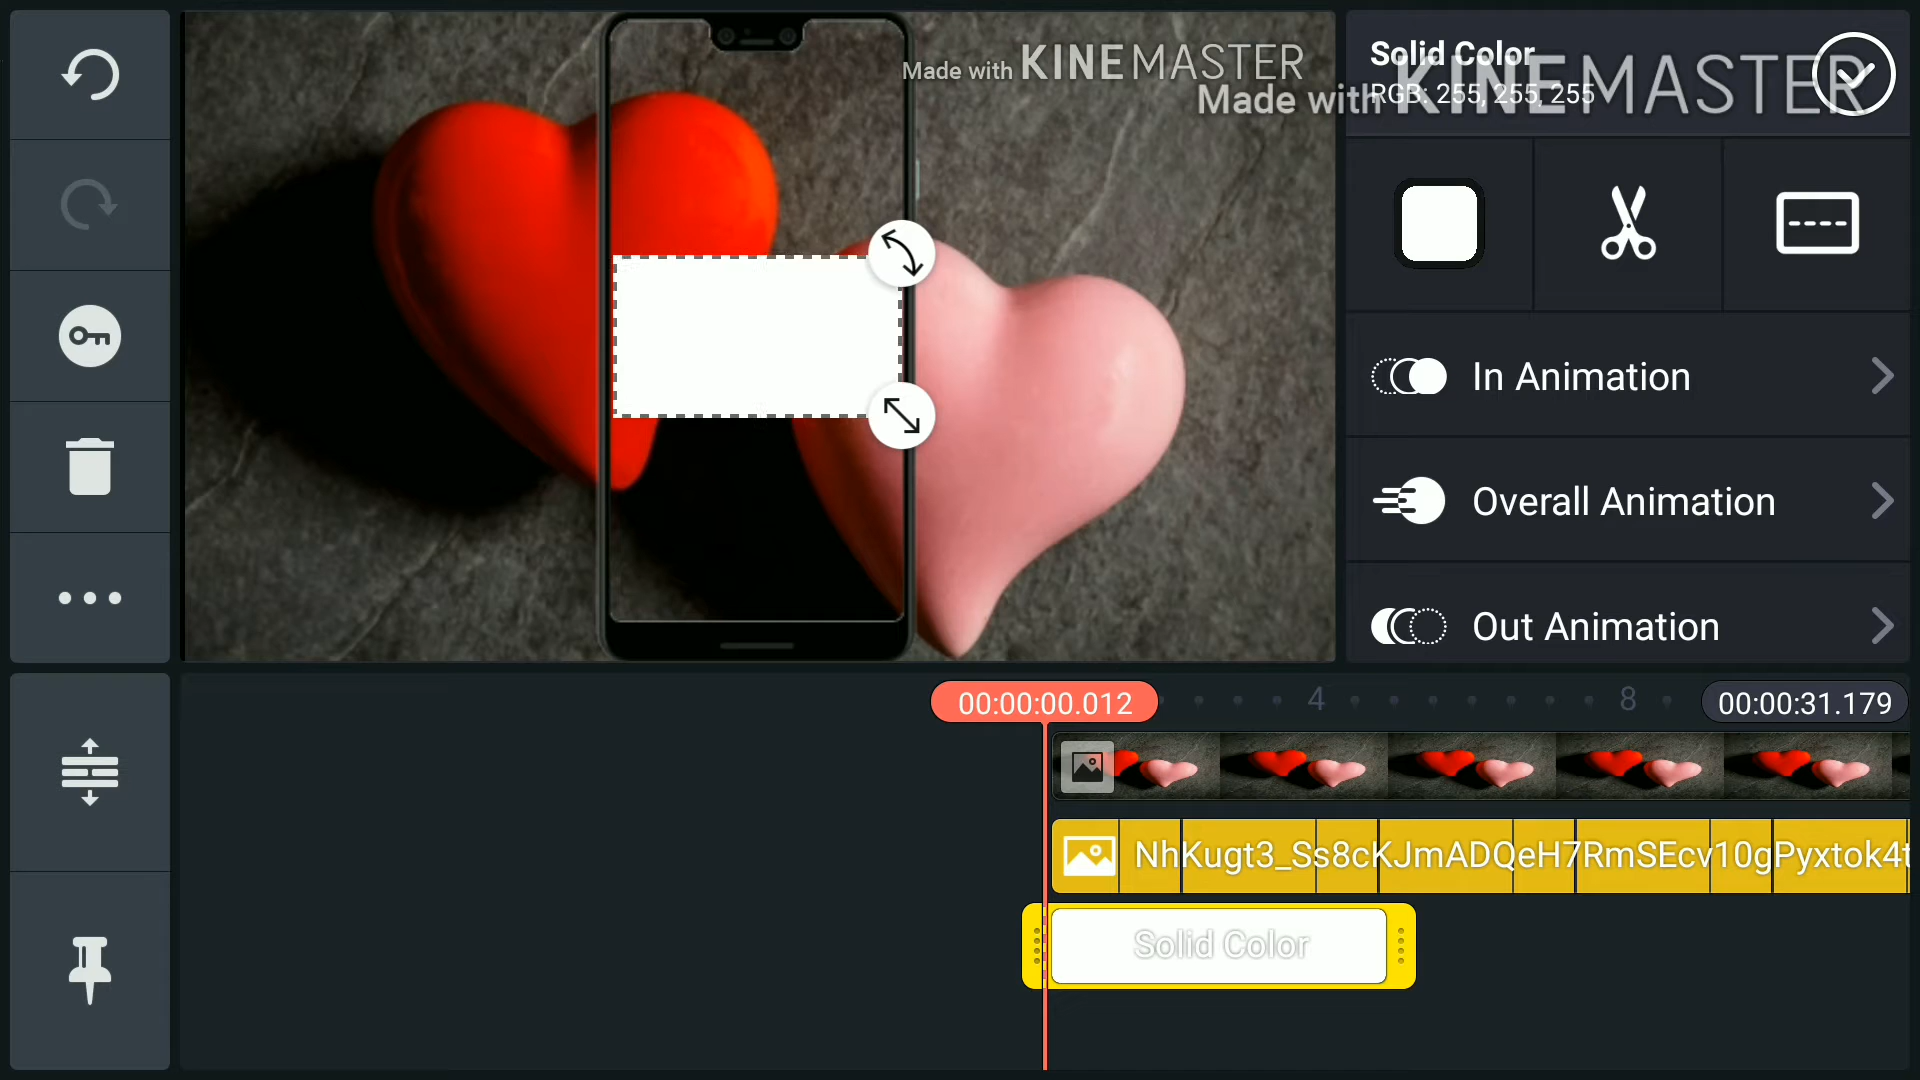 Made with KINEMASTER
Solid Color
Made with KINEMASTER
RGB: 255, 255, 255
In Animation
Overall Animation
Out Animation
00:00:00.012
4
8
00:00:31.179
NhKugt3_Ss8cKJmADQeH7RmSEcv10gPyxtok4t
Solid Color